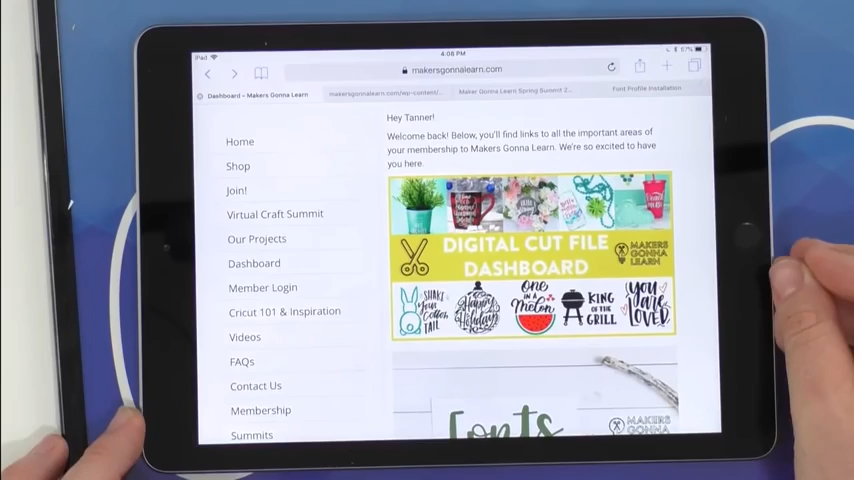 iPad
4:08 PM
57%
makersgonnalearn.com
Dashboard – Makers Gonna Learn
makersgonnalearn.com/wp-content/...
Maker Gonna Learn Spring Summit 2...
Font Profile Installation
Home
Shop
Join!
Virtual Craft Summit
Our Projects
Dashboard
Member Login
Cricut 101 & Inspiration
Videos
FAQs
Contact Us
Membership
Summits
Hey Tanner!
Welcome back! Below, you'll find links to all the important areas of
your membership to Makers Gonna Learn. We're so excited to have
you here.
DIGITAL CUT FILE
DASHBOARD
MAKERS
GONNA
LEARN
SHAKE
Your
Cotton
TAIL
Happy
Holidays
One
IN A
Melon
KING
OF THE
GRILL
YOU
are
LOVED
Fonts
MAKERS
GONNA